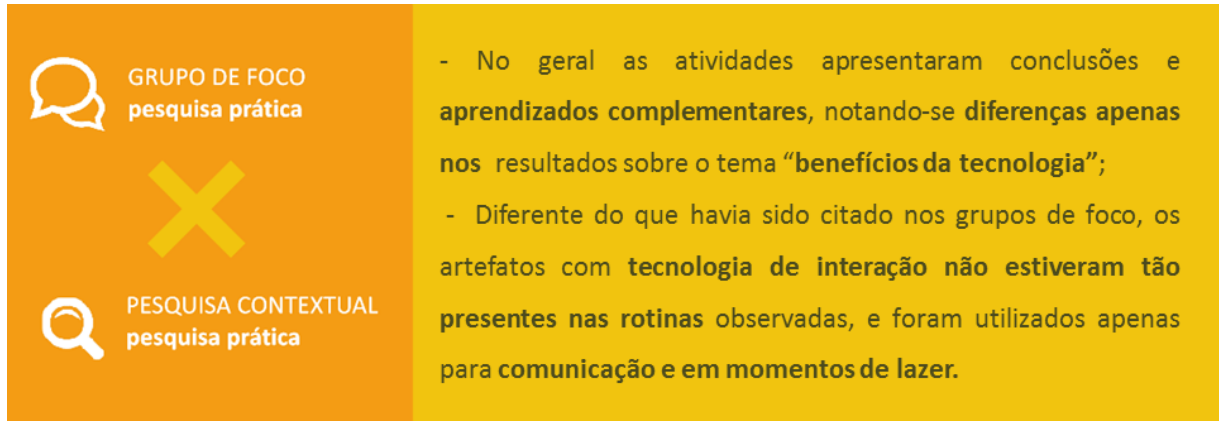 GRUPO DE FOCO
pesquisa prática
PESQUISA CONTEXTUAL
pesquisa prática
- No geral as atividades apresentaram conclusões e
aprendizados complementares, notando-se diferenças apenas
nos resultados sobre o tema “benefícios da tecnologia”;
- Diferente do que havia sido citado nos grupos de foco, os
artefatos com tecnologia de interação não estiveram tão
presentes nas rotinas observadas, e foram utilizados apenas
para comunicação e em momentos de lazer.